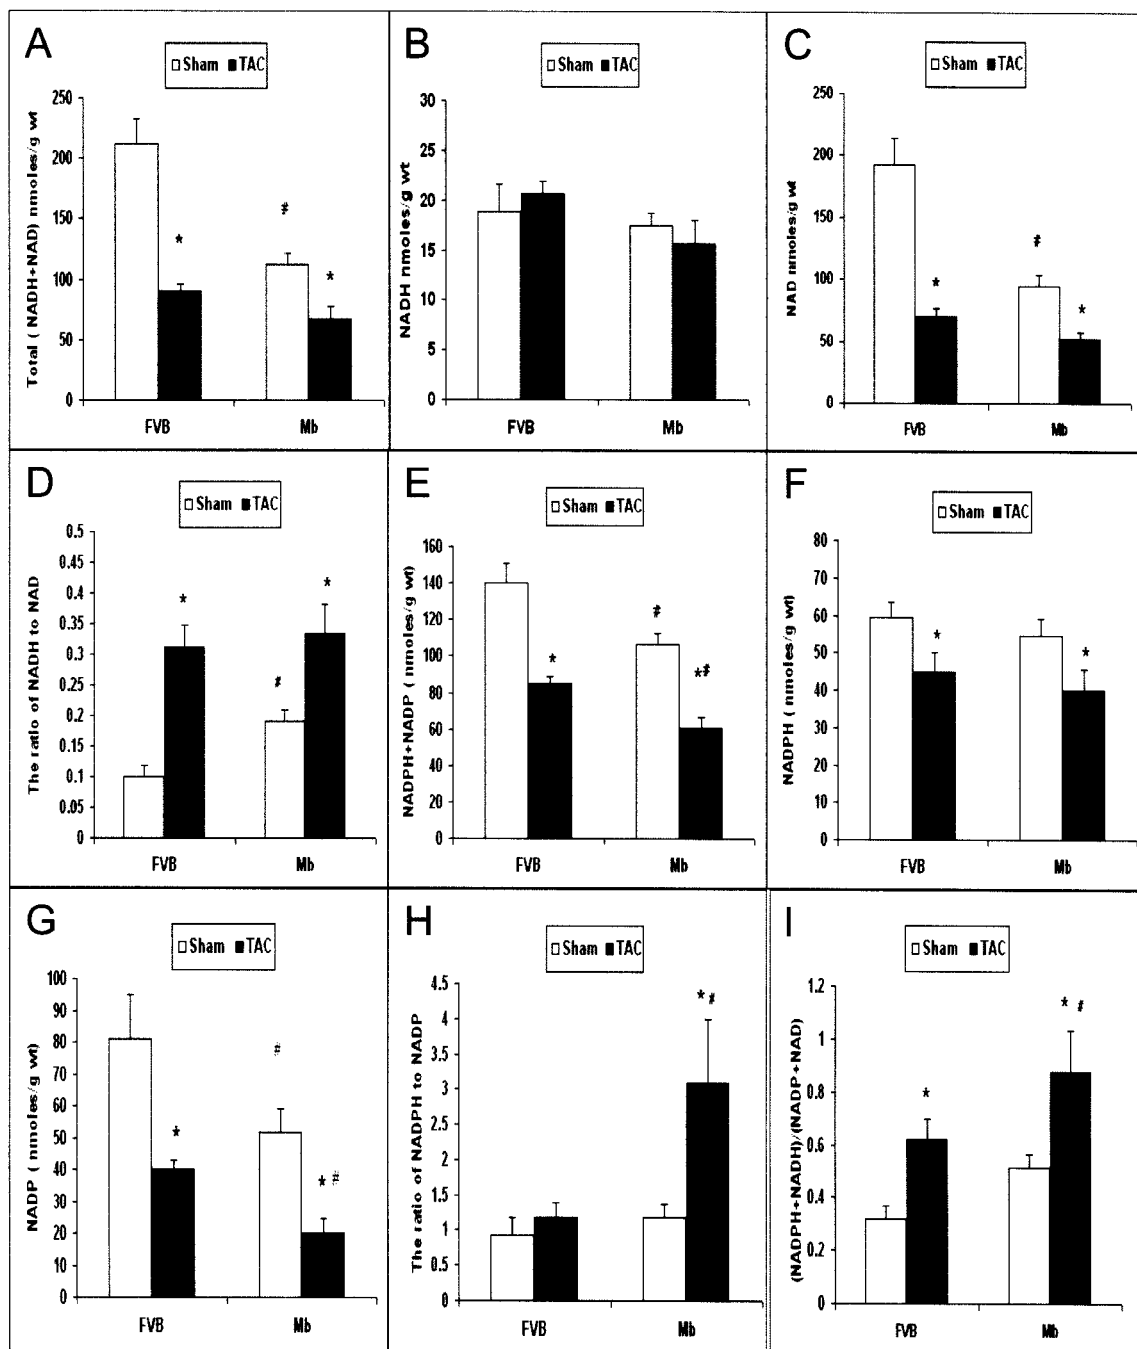 A
Sham TAC
Total ( NADH+NAD) nmoles/g wt
250
200
150
100
50
0
*
#
*
FVB Mb
B
Sham TAC
NADH nmoles/g wt
30
25
20
15
10
5
0
FVB Mb
C
Sham TAC
NAD nmoles/g wt
250
200
150
100
50
0
*
#
*
FVB Mb
D
Sham TAC
The ratio of NADH to NAD
0.5
0.45
0.4
0.35
0.3
0.25
0.2
0.15
0.1
0.05
0
*
#
*
FVB Mb
E
Sham TAC
NADPH+NADP ( nmoles/g wt)
160
140
120
100
80
60
40
20
0
*
#
*#
FVB Mb
F
Sham TAC
NADPH ( nmoles/g wt)
80
70
60
50
40
30
20
10
0
*
*
FVB Mb
G
Sham TAC
NADP ( nmoles/g wt)
100
90
80
70
60
50
40
30
20
10
0
*
#
* #
FVB Mb
H
Sham TAC
The ratio of NADPH to NADP
4.5
4
3.5
3
2.5
2
1.5
1
0.5
0
* #
FVB Mb
I
Sham TAC
(NADPH+NADH)/(NADP+NAD)
1.2
1
0.8
0.6
0.4
0.2
0
*
* #
FVB Mb